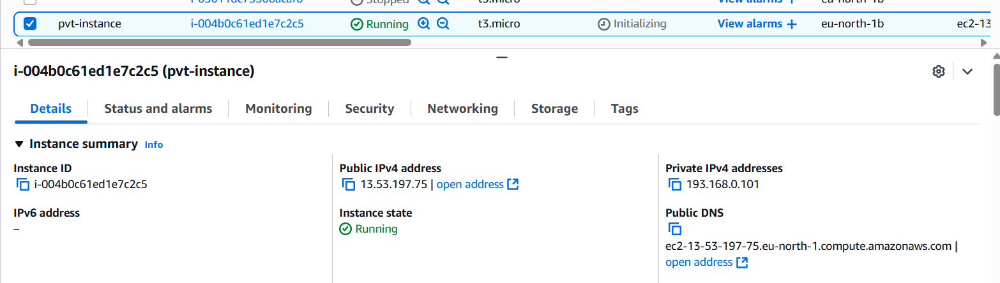 Stopped t3.micro View alarms + eu-north-1b
pvt-instance i-004b0c61ed1e7c2c5 Running t3.micro Initializing View alarms + eu-north-1b ec2-13
i-004b0c61ed1e7c2c5 (pvt-instance)
Details Status and alarms Monitoring Security Networking Storage Tags
Instance summary Info
Instance ID
i-004b0c61ed1e7c2c5
Public IPv4 address
13.53.197.75 | open address
Private IPv4 addresses
193.168.0.101
IPv6 address
–
Instance state
Running
Public DNS
ec2-13-53-197-75.eu-north-1.compute.amazonaws.com |
open address